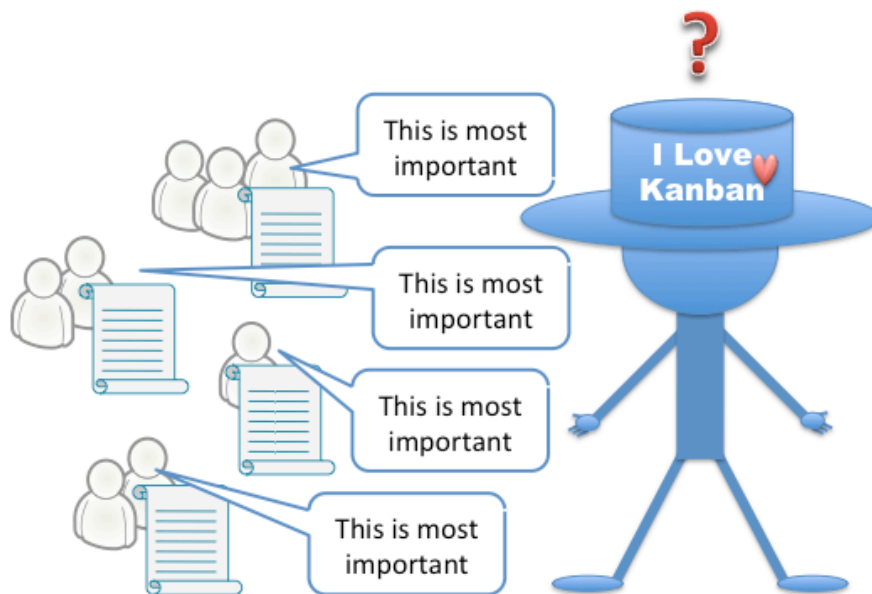 ?
This is most
important
I Love
Kanban
This is most
important
This is most
important
This is most
important